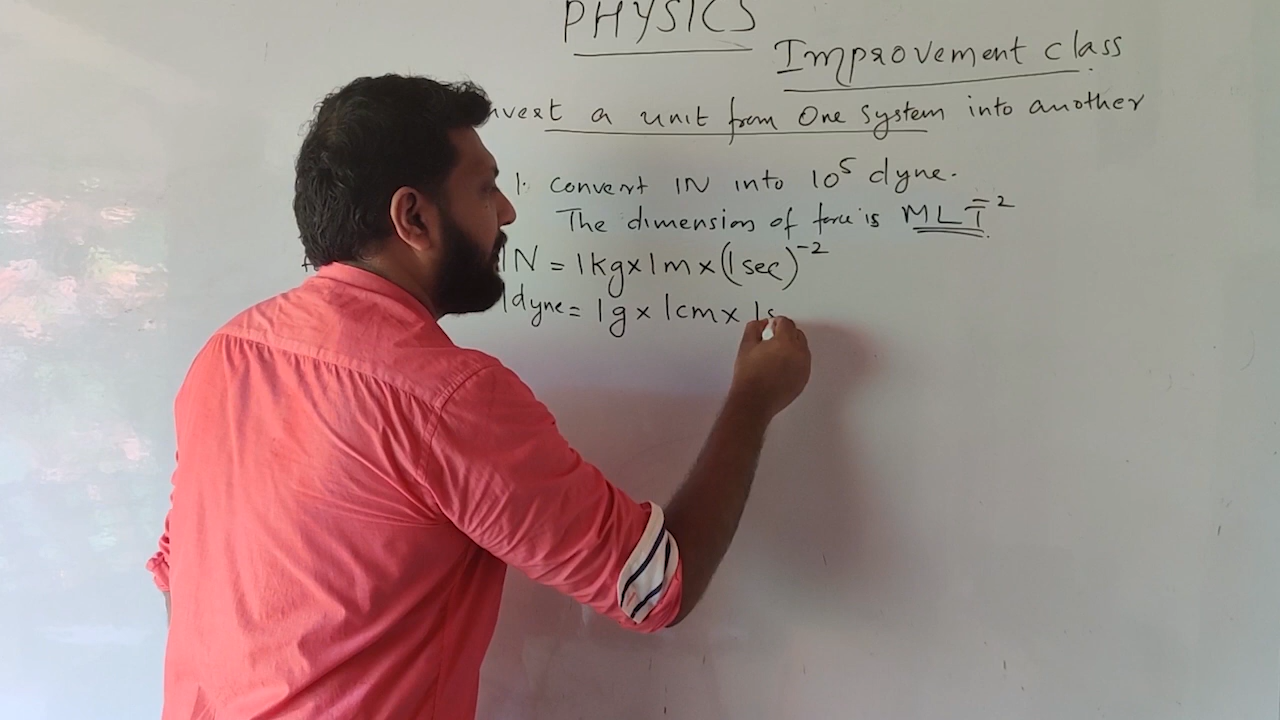 PHYSICS
Improvement class
nvert a unit from One system into another
1. Convert 1N into 10⁵ dyne.
The dimension of force is MLT⁻²
1N = 1kg × 1m × (1sec)⁻²
1dyne = 1g × 1cm × 1s